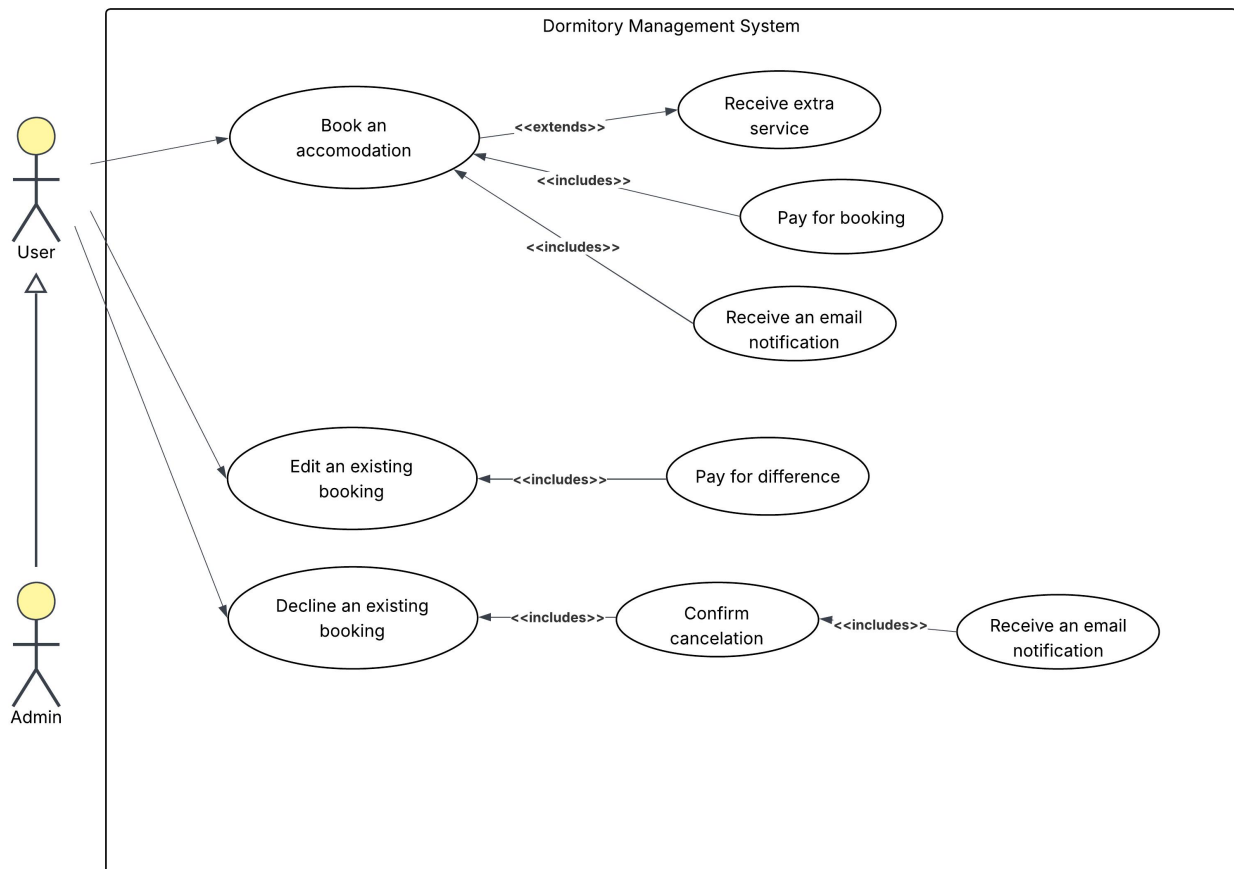 Dormitory Management System
Book an
accomodation
<<extends>>
Receive extra
service
<<includes>>
Pay for booking
<<includes>>
Receive an email
notification
User
Edit an existing
booking
<<includes>>
Pay for difference
Decline an existing
booking
<<includes>>
Confirm
cancelation
<<includes>>
Receive an email
notification
Admin